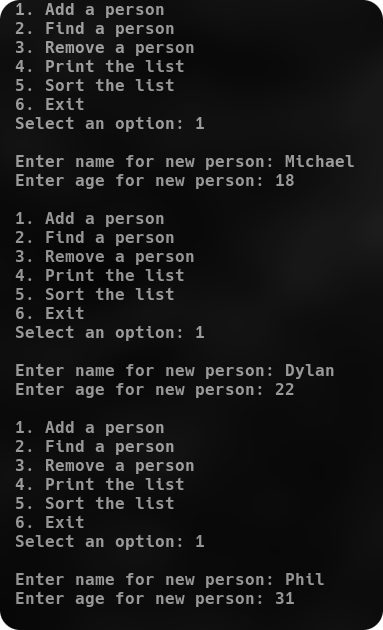 1. Add a person
2. Find a person
3. Remove a person
4. Print the list
5. Sort the list
6. Exit
Select an option: 1
Enter name for new person: Michael
Enter age for new person: 18
1. Add a person
2. Find a person
3. Remove a person
4. Print the list
5. Sort the list
6. Exit
Select an option: 1
Enter name for new person: Dylan
Enter age for new person: 22
1. Add a person
2. Find a person
3. Remove a person
4. Print the list
5. Sort the list
6. Exit
Select an option: 1
Enter name for new person: Phil
Enter age for new person: 31